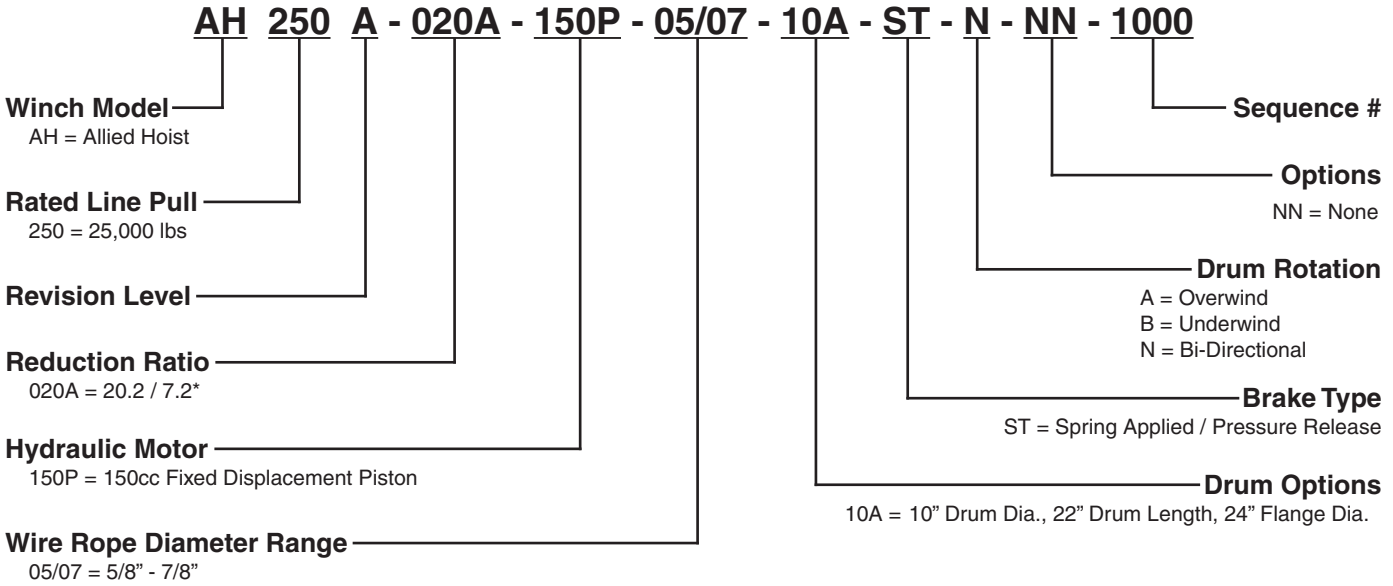 AH 250 A - 020A - 150P - 05/07 - 10A - ST - N - NN - 1000
Winch Model
AH = Allied Hoist
Rated Line Pull
250 = 25,000 lbs
Revision Level
Reduction Ratio
020A = 20.2 / 7.2*
Hydraulic Motor
150P = 150cc Fixed Displacement Piston
Wire Rope Diameter Range
05/07 = 5/8” - 7/8”
Sequence #
Options
NN = None
Drum Rotation
A = Overwind
B = Underwind
N = Bi-Directional
Brake Type
ST = Spring Applied / Pressure Release
Drum Options
10A = 10” Drum Dia., 22” Drum Length, 24” Flange Dia.